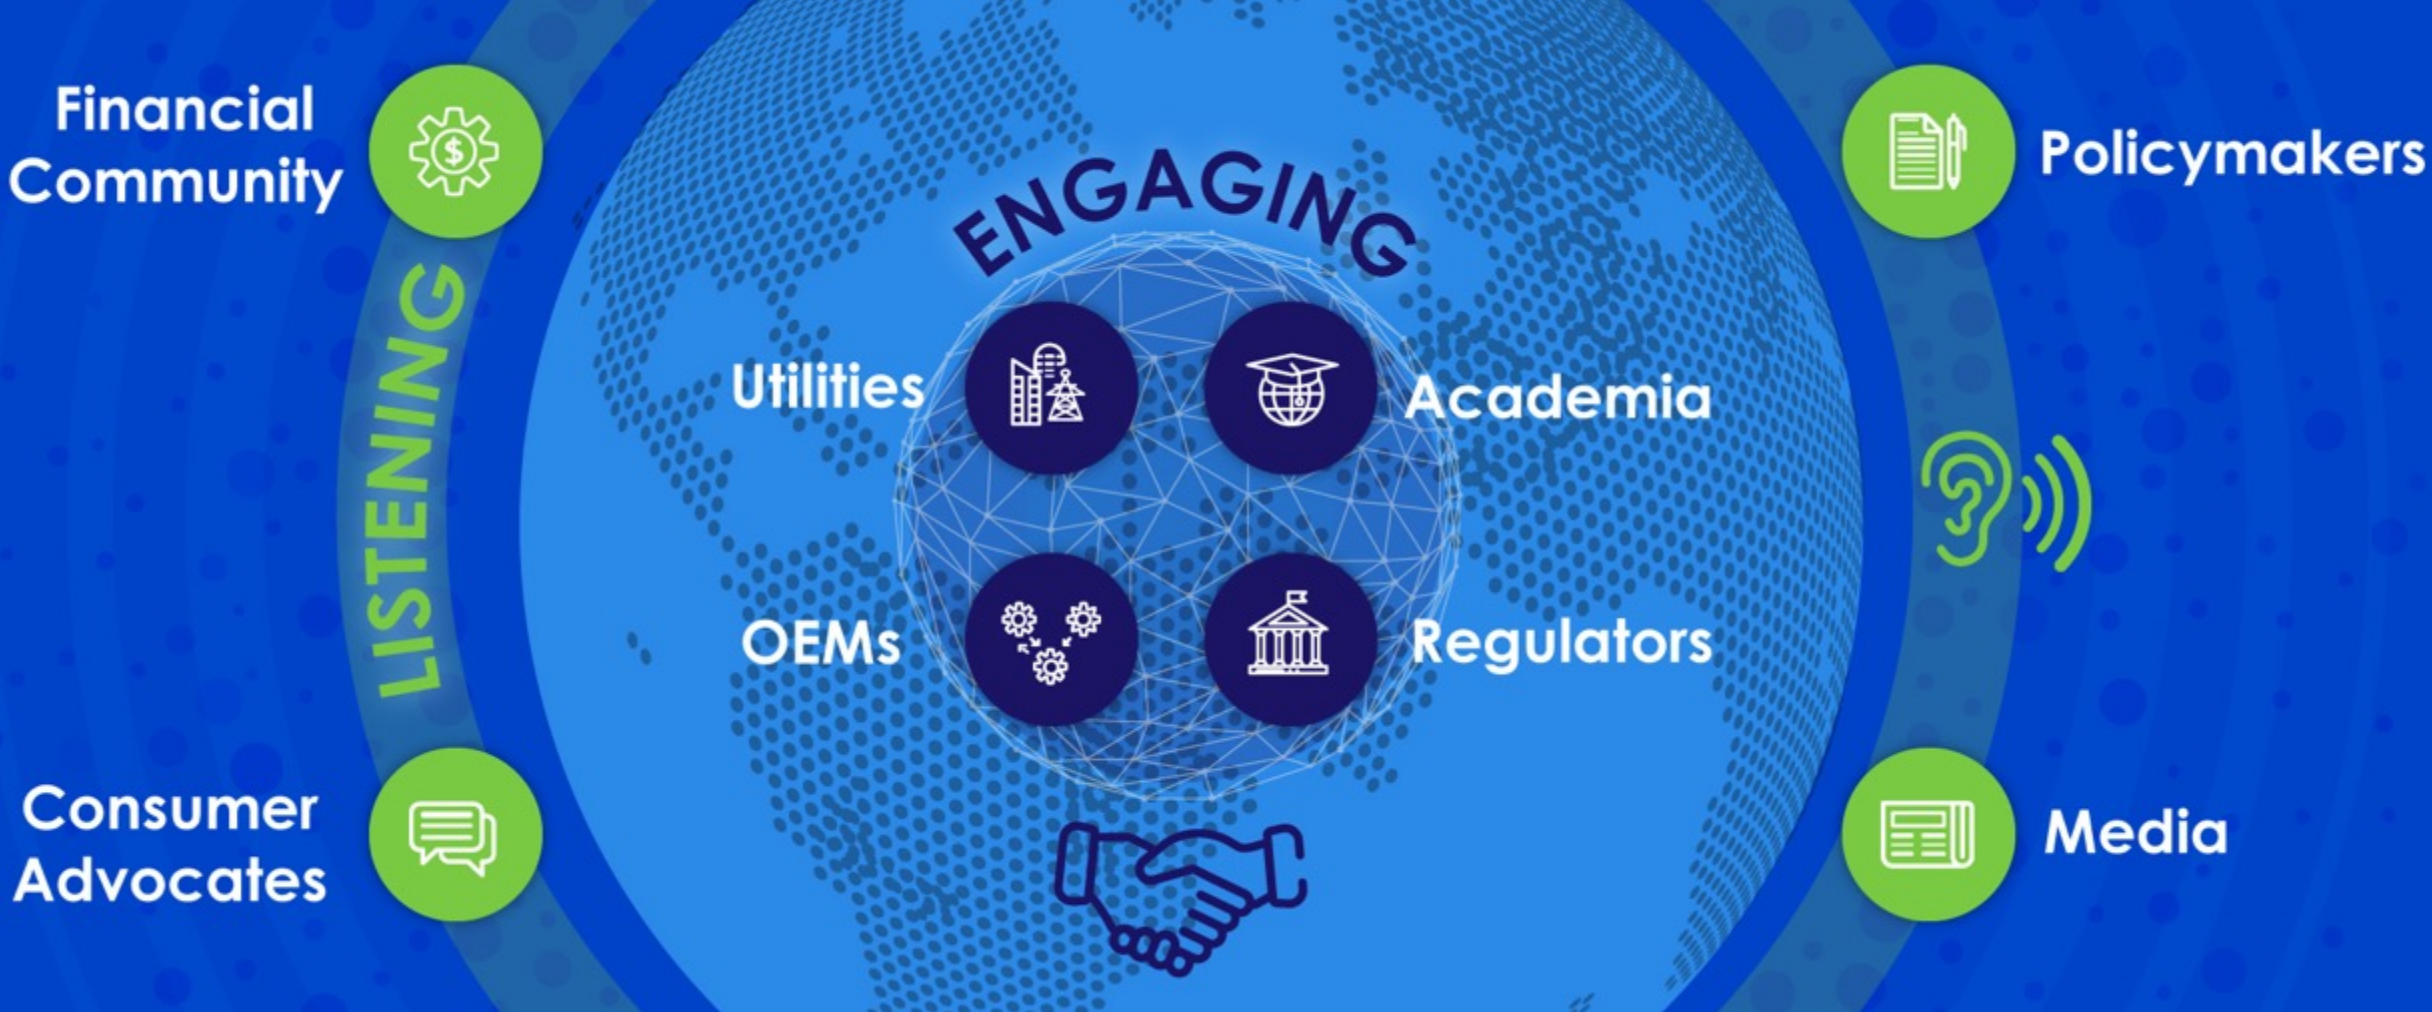 Financial
Community
Policymakers
ENGAGING
LISTENING
Utilities
Academia
OEMs
Regulators
Consumer
Advocates
Media
$